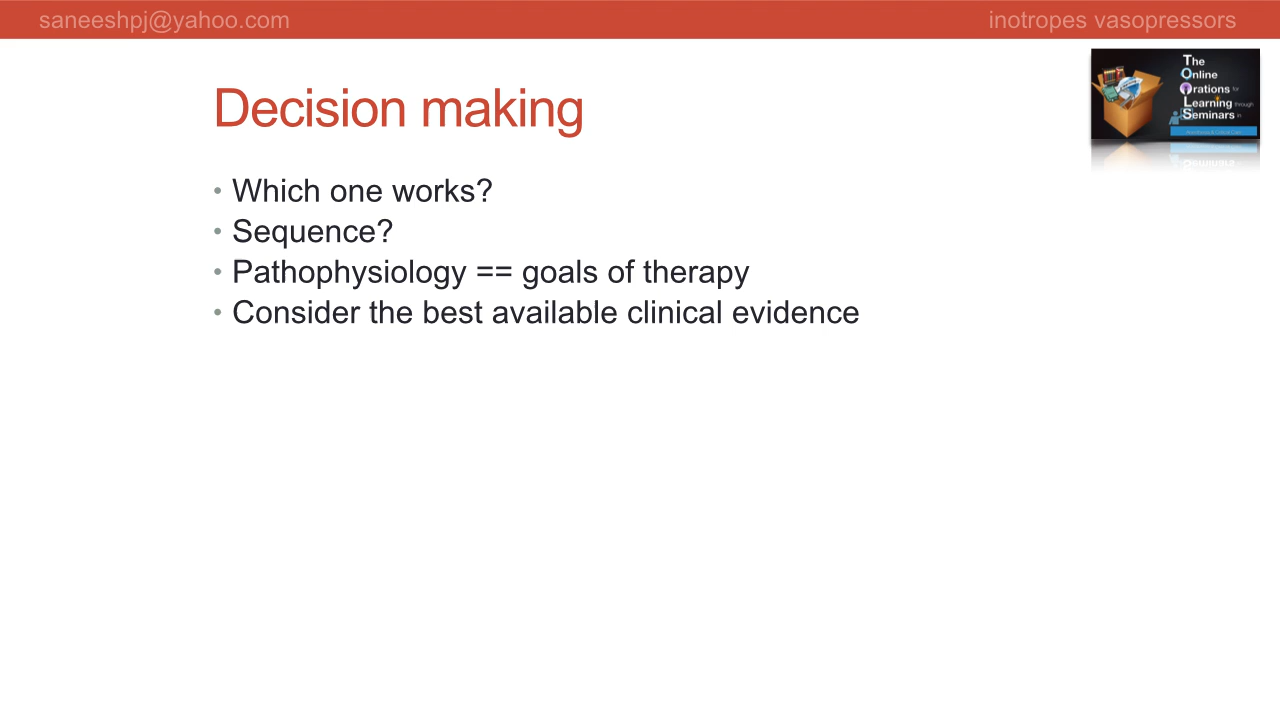 saneeshpj@yahoo.com
inotropes vasopressors
The
Online
Orations for
Learning through
Seminars in
Decision making
• Which one works?
• Sequence?
• Pathophysiology == goals of therapy
• Consider the best available clinical evidence